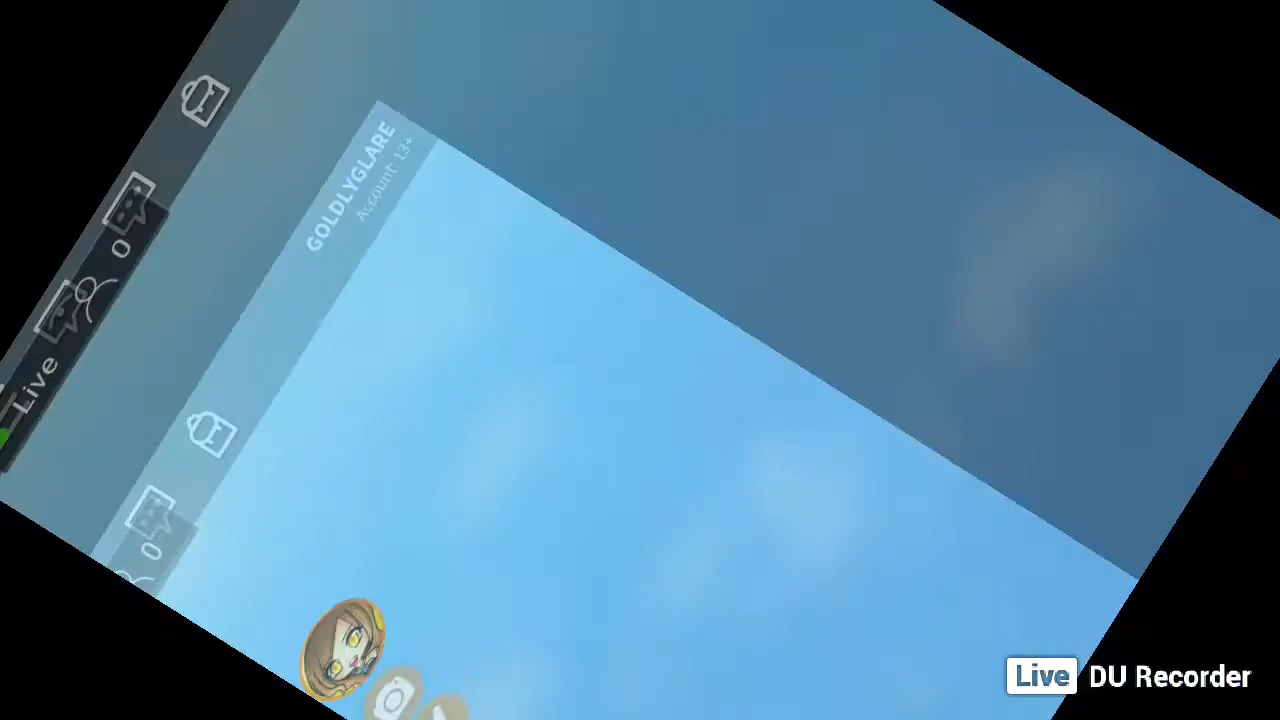 GOLDLYGLARE
Account: 13+
0
Live
0
Live DU Recorder